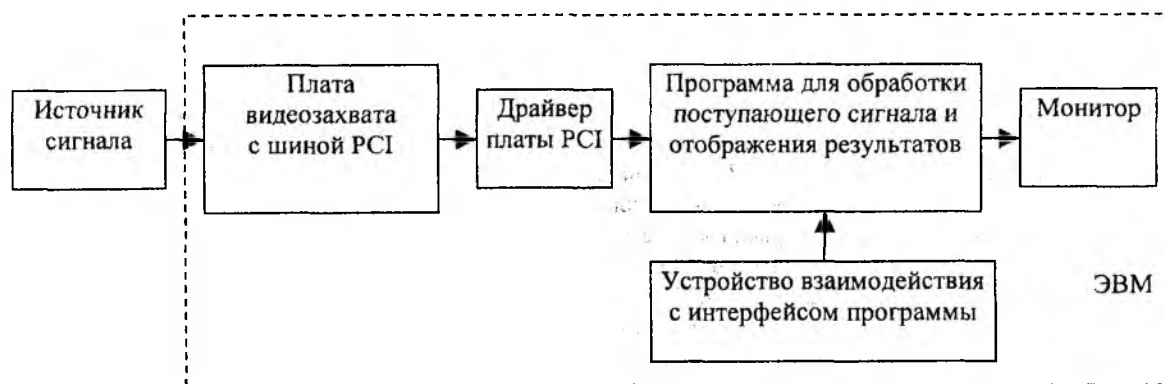 Источник
сигнала
Плата
видеозахвата
с шиной PCI
Драйвер
платы PCI
Программа для обработки
поступающего сигнала и
отображения результатов
Монитор
Устройство взаимодействия
с интерфейсом программы
ЭВМ